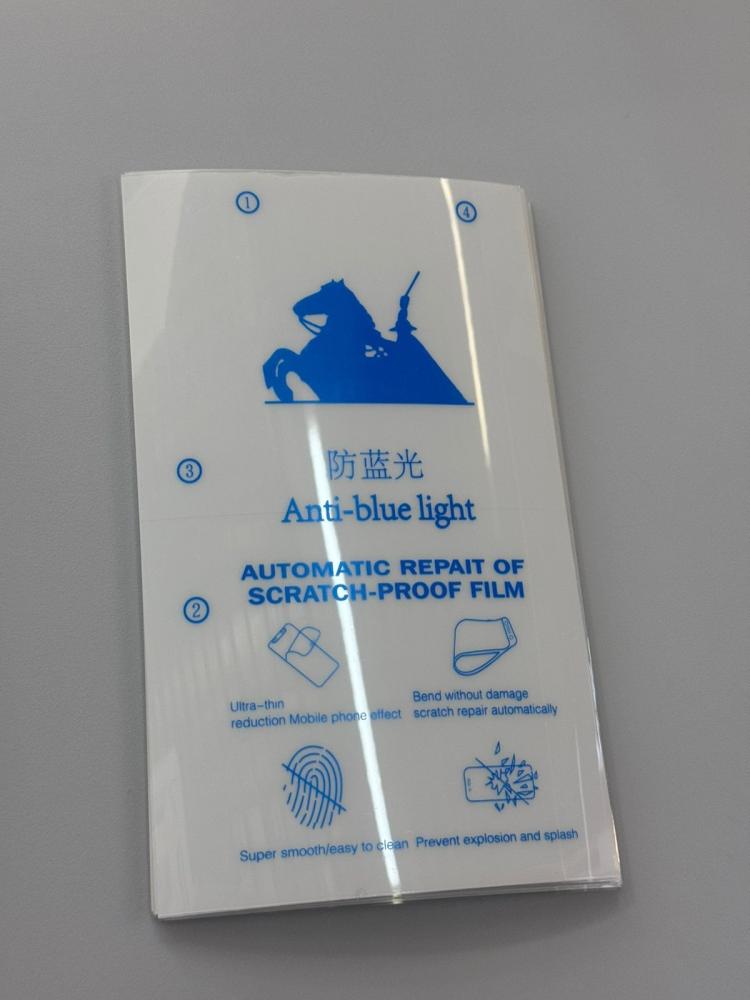 ①
④
防蓝光
③
Anti-blue light
AUTOMATIC REPAIT OF
SCRATCH-PROOF FILM
②
Ultra-thin
reduction Mobile phone effect
Bend without damage
scratch repair automatically
Super smooth/easy to clean
Prevent explosion and splash